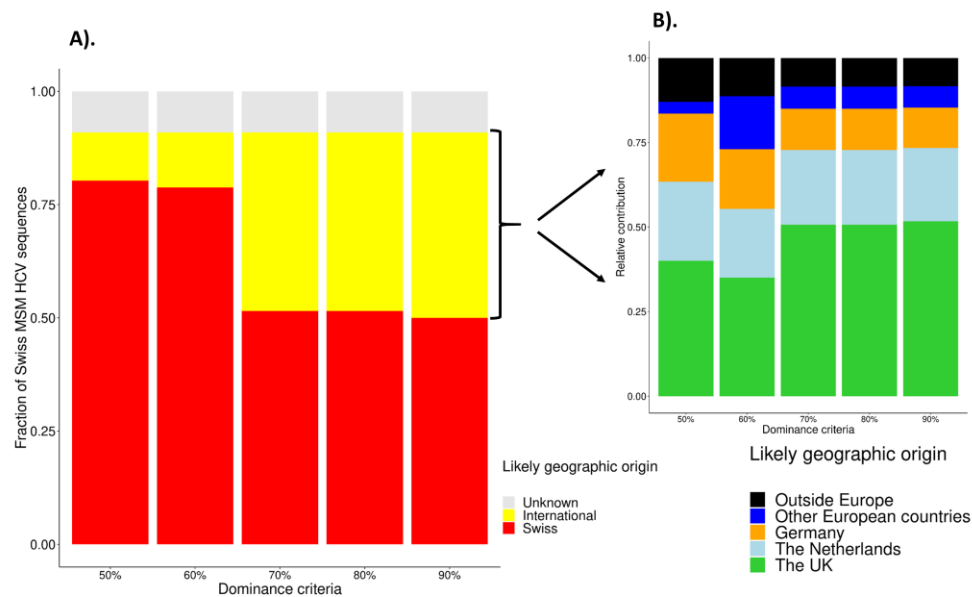 A).
1.00
0.75
0.50
0.25
0.00
Fraction of Swiss MSM HCV sequences
50%
60%
70%
80%
90%
Dominance criteria
Likely geographic origin
Unknown
International
Swiss
B).
1.00
0.75
0.50
0.25
0.00
Relative contribution
50%
60%
70%
80%
90%
Dominance criteria
Likely geographic origin
Outside Europe
Other European countries
Germany
The Netherlands
The UK